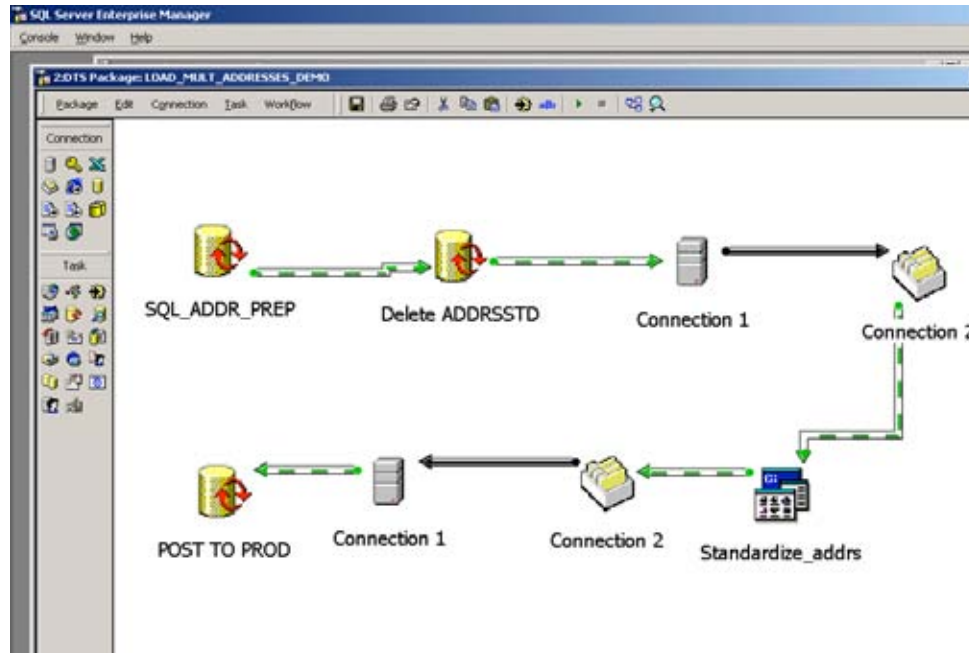 SQL Server Enterprise Manager
Console Window Help
2:DTS Package: LOAD_MULT_ADDRESSES_DEMO
Package Edit Connection Task Workflow
Connection
Task
SQL_ADDR_PREP
Delete ADDRSSTD
Connection 1
Connection 2
POST TO PROD
Connection 1
Connection 2
Gi
Standardize_addrs